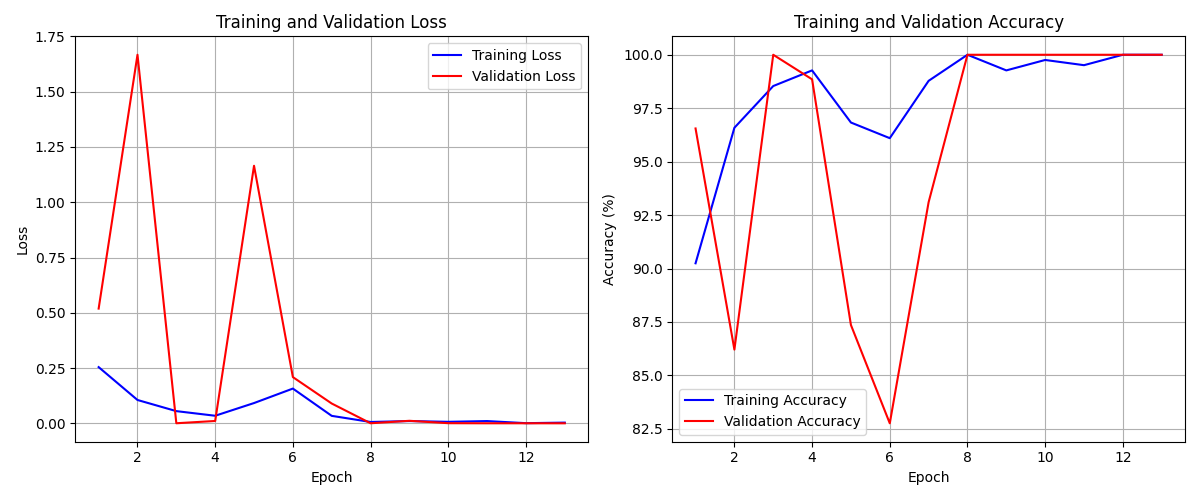 Training and Validation Loss
1.75
1.50
1.25
1.00
0.75
0.50
0.25
0.00
Loss
Training Loss
Validation Loss
2 4 6 8 10 12
Epoch
Training and Validation Accuracy
100.0
97.5
95.0
92.5
90.0
87.5
85.0
82.5
Accuracy (%)
Training Accuracy
Validation Accuracy
2 4 6 8 10 12
Epoch